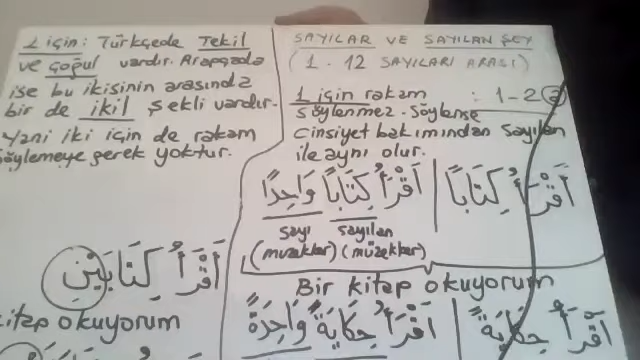 SAYILAR VE SAYILAN ŞEY
(1-12 SAYILARI ARASI)
1 için rakam : 1-2 a
söylenmez. Söylense
cinsiyet bakımından sayılan
ile aynı olur.
أَقْرَأُ كِتَاباً | أَقْرَأُ كِتَاباً وَاحِدًا
sayı sayılan
(müzekker) (müzekker)
Bir kitap okuyorum
أَقْرَأُ حِكَايَةً | أَقْرَأُ حِكَايَةً وَاحِدَةً
2 için: Türkçede Tekil
ve çoğul vardır. Arapçada
ise bu ikisinin arasında
bir de ikil şekli vardır.
Yani iki için de rakam
söylemeye gerek yoktur.
أَقْرَأُ كِتَابَيْنِ
kitap okuyorum